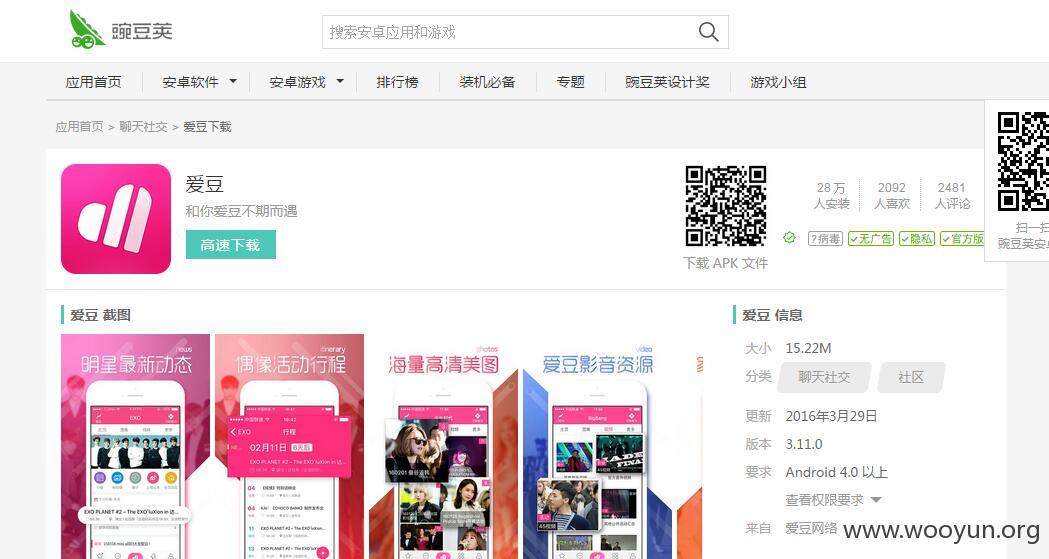 豌豆荚
搜索安卓应用和游戏
应用首页 安卓软件 安卓游戏 排行榜 装机必备 专题 豌豆荚设计奖 游戏小组
应用首页 > 聊天社交 > 爱豆下载
爱豆
和你爱豆不期而遇
高速下载
下载 APK 文件
28 万 2092 2481
人安装 人喜欢 人评论
?病毒 无广告 隐私 官方版
扫一扫
豌豆荚安卓
爱豆 截图
明星最新动态 news
偶像活动行程 itinerary
海量高清美图 photos
爱豆影音资源 video
EXO
行程
02月11日
EXO PLANET #2 – The EXO'luXion in
BigBang
爱豆 信息
大小 15.22M
分类 聊天社交 社区
更新 2016年3月29日
版本 3.11.0
要求 Android 4.0 以上
查看权限要求
来自 爱豆网络
www.wooyun.org